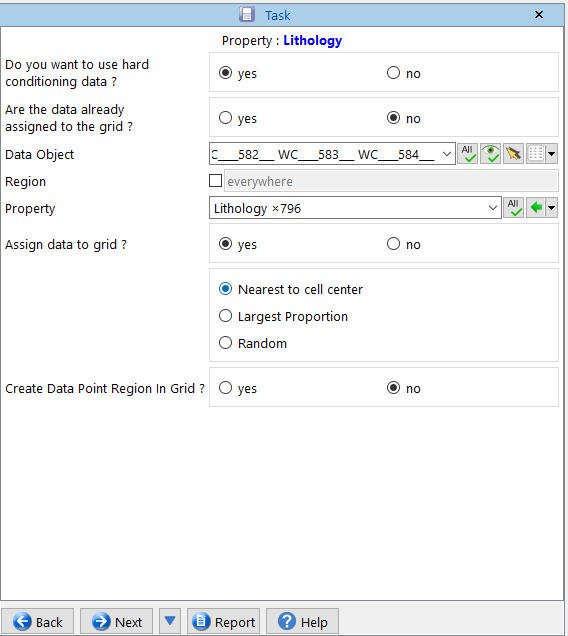 Task
Property : Lithology
Do you want to use hard
conditioning data ?
yes
no
Are the data already
assigned to the grid ?
yes
no
Data Object
C___582__ WC___583__ WC___584__
All
Region
everywhere
Property
Lithology ×796
All
Assign data to grid ?
yes
no
Nearest to cell center
Largest Proportion
Random
Create Data Point Region In Grid ?
yes
no
Back
Next
Report
Help